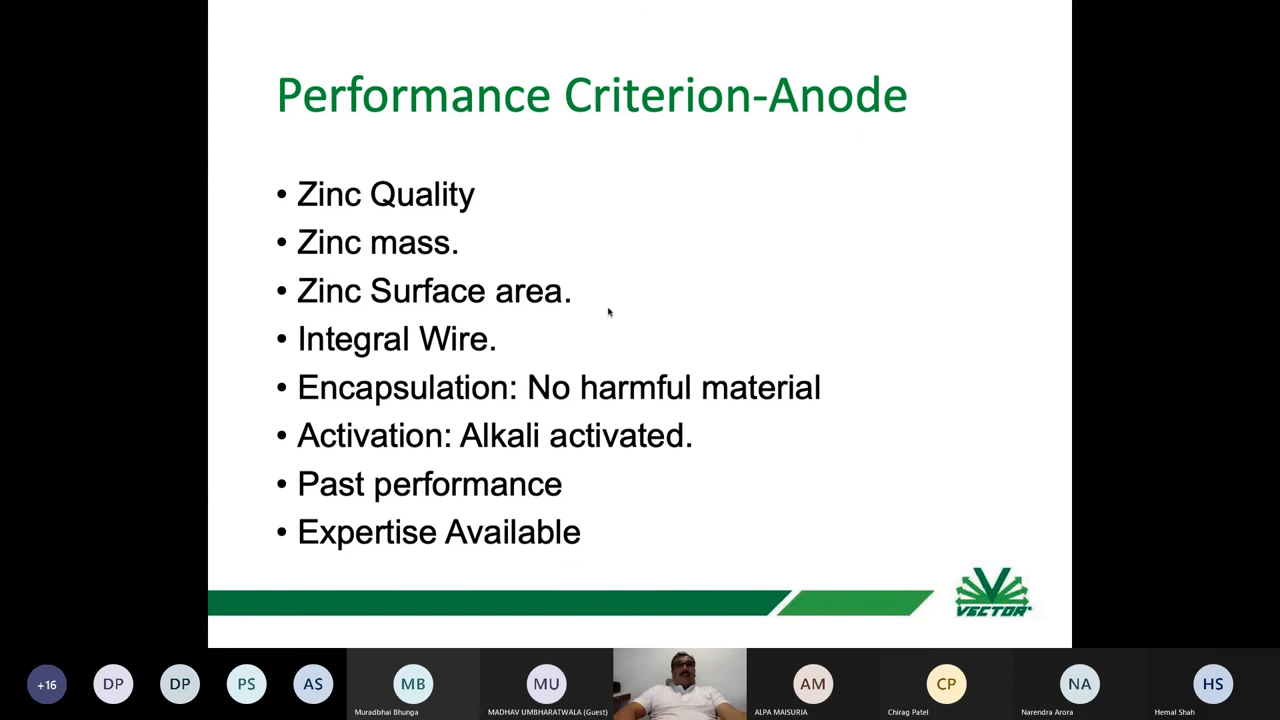 Performance Criterion-Anode
• Zinc Quality
• Zinc mass.
• Zinc Surface area.
• Integral Wire.
• Encapsulation: No harmful material
• Activation: Alkali activated.
• Past performance
• Expertise Available
VECTOR
+16
DP
DP
PS
AS
MB
MU
AM
CP
NA
HS
Muradbhai Bhunga
MADHAV UMBHARATWALA (Guest)
ALPA MAISURIA
Chirag Patel
Narendra Arora
Hemal Shah